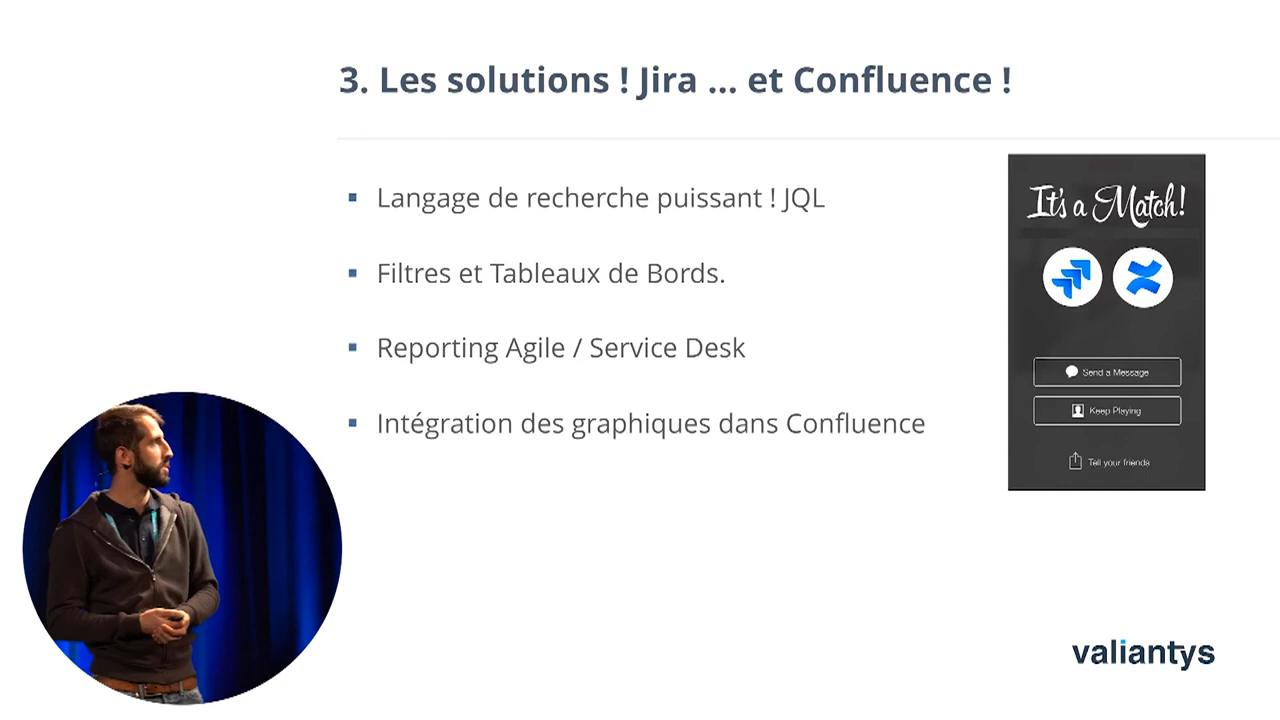 3. Les solutions ! Jira ... et Confluence !
▪ Langage de recherche puissant ! JQL
▪ Filtres et Tableaux de Bords.
▪ Reporting Agile / Service Desk
▪ Intégration des graphiques dans Confluence
It's a Match!
Send a Message
Keep Playing
Tell your friends
valiantys